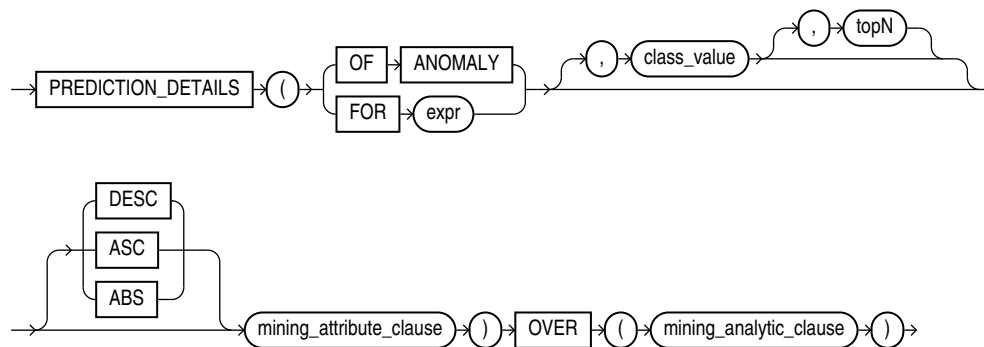 , topN
OF ANOMALY , class_value
PREDICTION_DETAILS (
FOR expr
DESC
ASC
ABS
mining_attribute_clause ) OVER ( mining_analytic_clause )